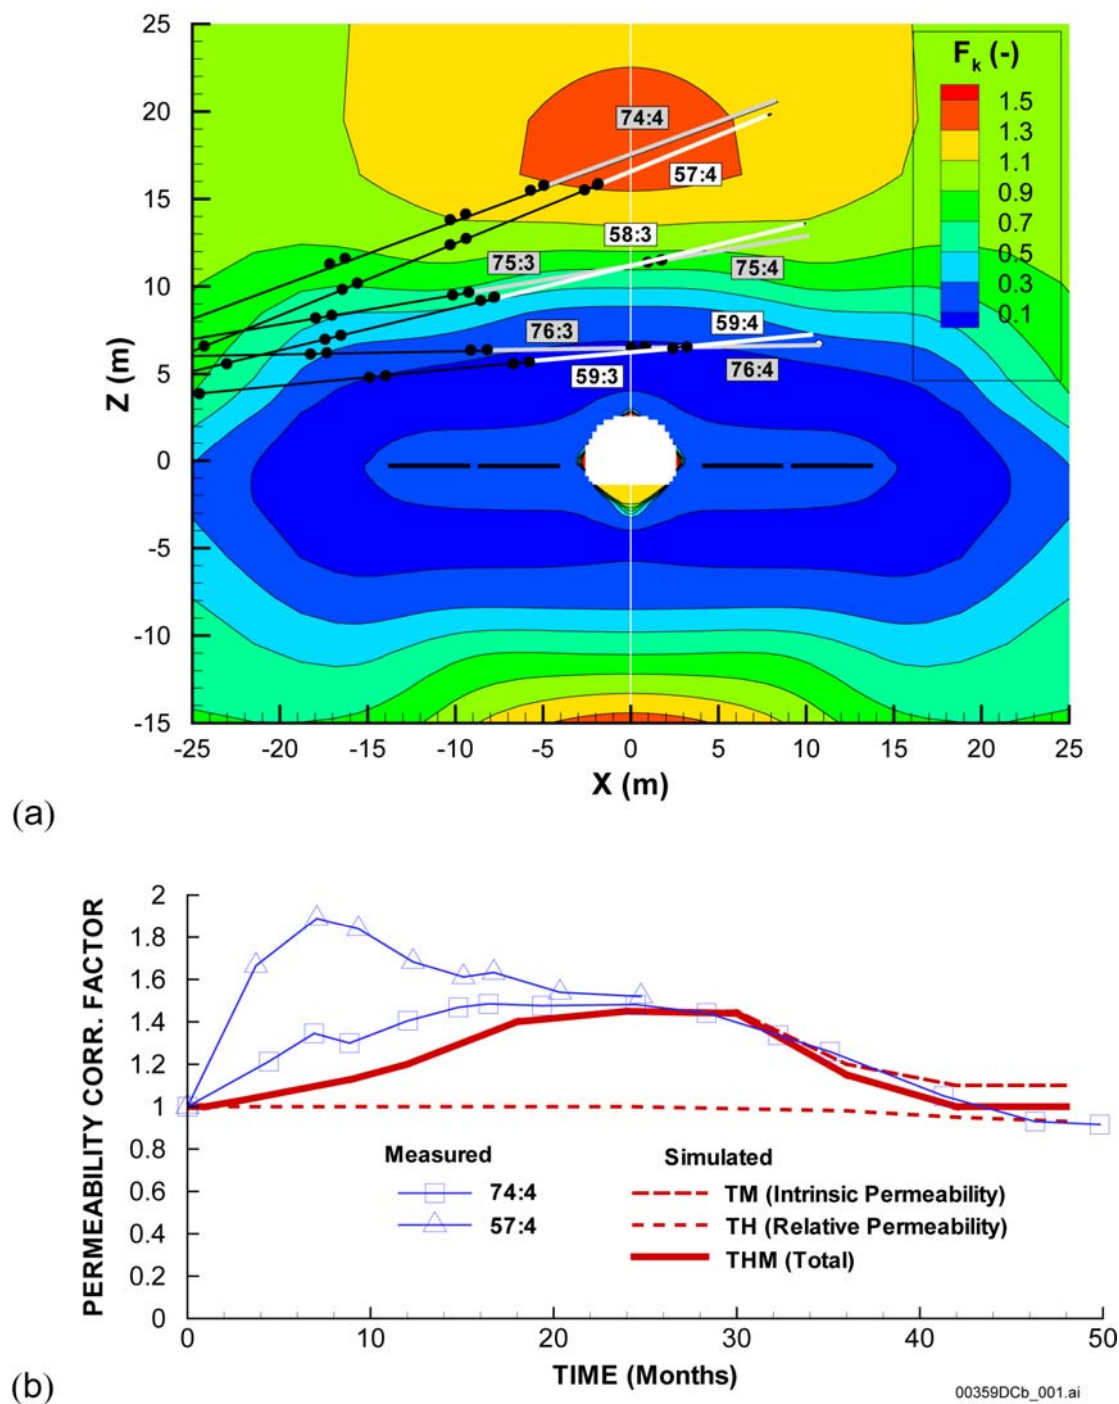 25
20
15
10
5
0
-5
-10
-15
Z (m)
-25 -20 -15 -10 -5 0 5 10 15 20 25
X (m)
F_k (-)
1.5
1.3
1.1
0.9
0.7
0.5
0.3
0.1
74:4
57:4
58:3
75:3
75:4
76:3
59:4
59:3
76:4
(a)
PERMEABILITY CORR. FACTOR
2
1.8
1.6
1.4
1.2
1
0.8
0.6
0.4
0.2
0
Measured
74:4
57:4
Simulated
TM (Intrinsic Permeability)
TH (Relative Permeability)
THM (Total)
0 10 20 30 40 50
TIME (Months)
(b)
00359DCb_001.ai